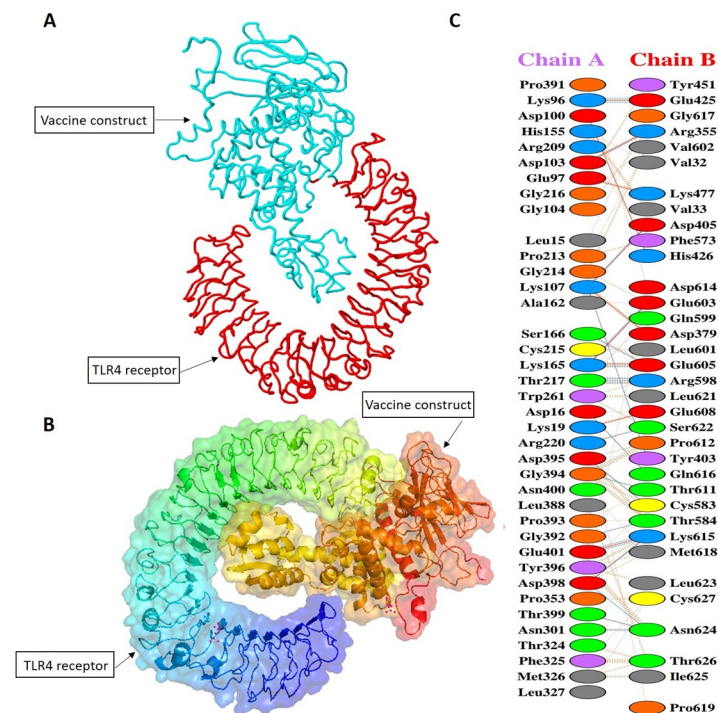 A
Vaccine construct
TLR4 receptor
B
Vaccine construct
TLR4 receptor
C
Chain A Chain B
Pro391 Tyr451
Lys96 Glu425
Asp100 Gly617
His155 Arg355
Arg209 Val602
Asp103 Val32
Glu97
Gly216 Lys477
Gly104 Val33
Asp405
Leu15 Phe573
Pro213 His426
Gly214
Lys107 Asp614
Ala162 Glu603
Gln599
Ser166 Asp379
Cys215 Leu601
Lys165 Glu605
Thr217 Arg598
Trp261 Leu621
Asp16 Glu608
Lys19 Ser622
Arg220 Pro612
Asp395 Tyr403
Gly394 Gln616
Asn400 Thr611
Leu388 Cys583
Pro393 Thr584
Gly392 Lys615
Glu401 Met618
Tyr396
Asp398 Leu623
Pro353 Cys627
Thr399
Asn301 Asn624
Thr324
Phe325 Thr626
Met326 Ile625
Leu327
Pro619